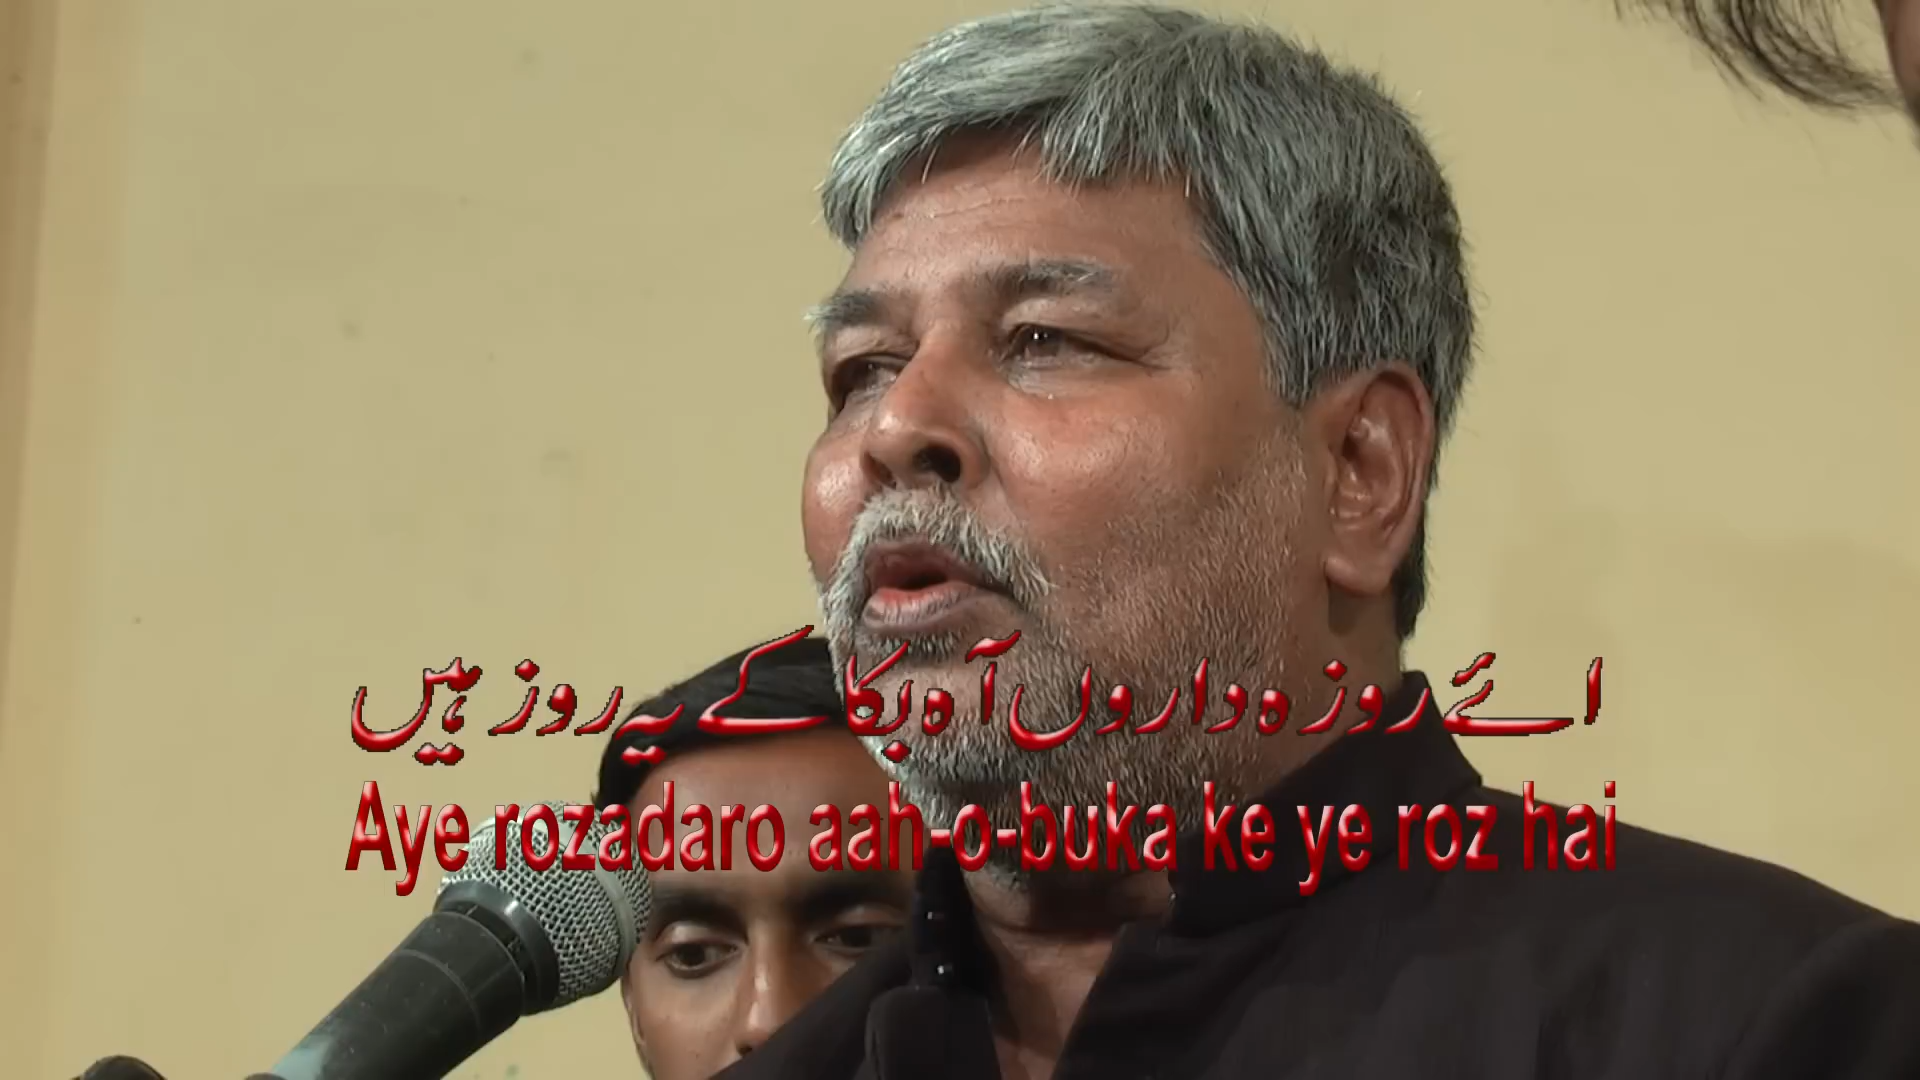 اے روزہ داروں آہ بکا کے یہ روز ہیں
Aye rozadaro aah-o-buka ke ye roz hai